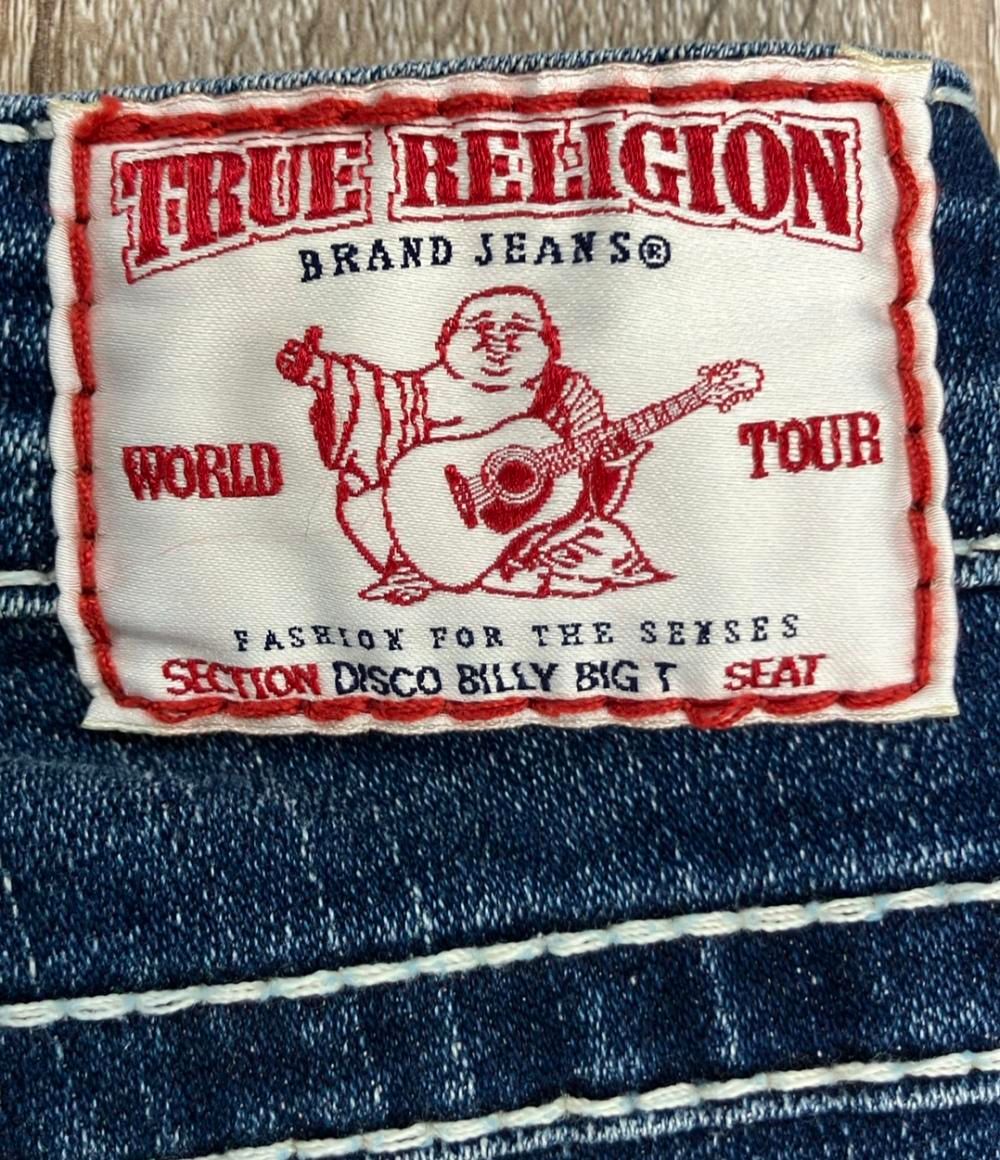 TRUE RELIGION
BRAND JEANS®
WORLD TOUR
FASHION FOR THE SENSES
SECTION DISCO BILLY BIG T SEAT